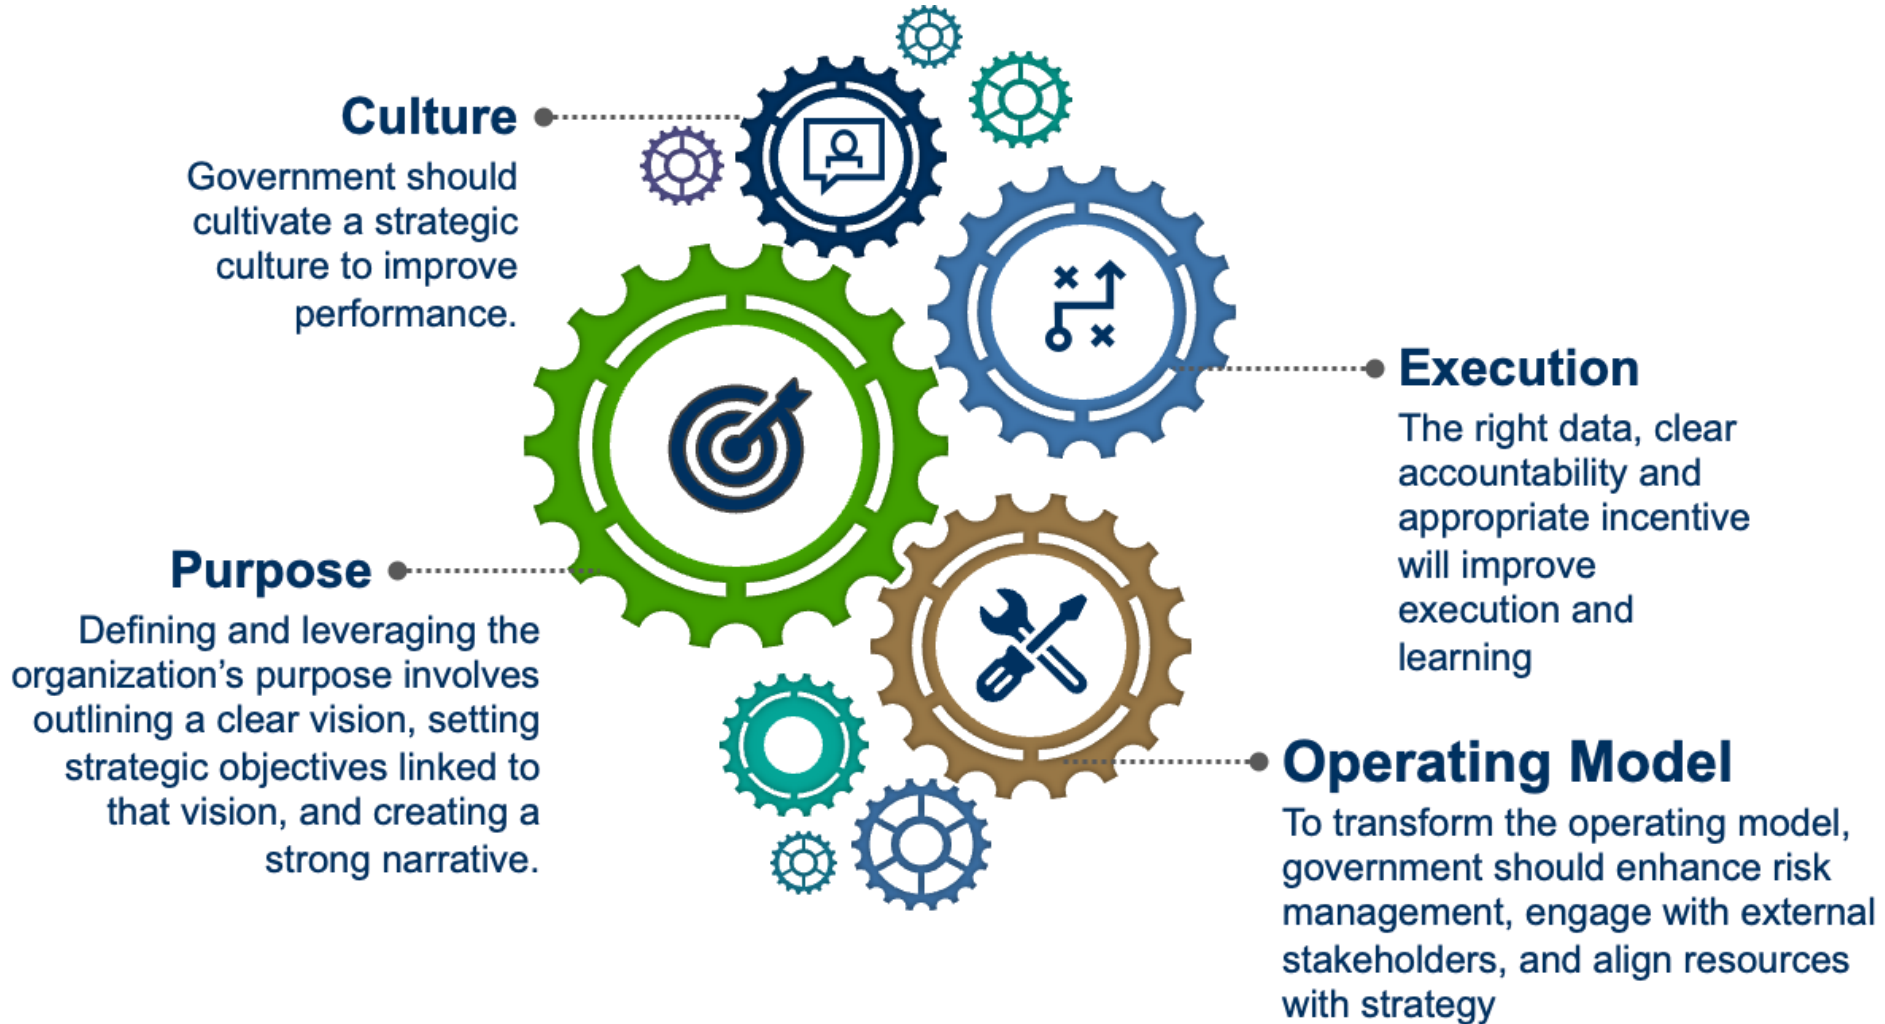 Culture
Government should
cultivate a strategic
culture to improve
performance.
Execution
The right data, clear
accountability and
appropriate incentive
will improve
execution and
learning
Purpose
Defining and leveraging the
organization’s purpose involves
outlining a clear vision, setting
strategic objectives linked to
that vision, and creating a
strong narrative.
Operating Model
To transform the operating model,
government should enhance risk
management, engage with external
stakeholders, and align resources
with strategy